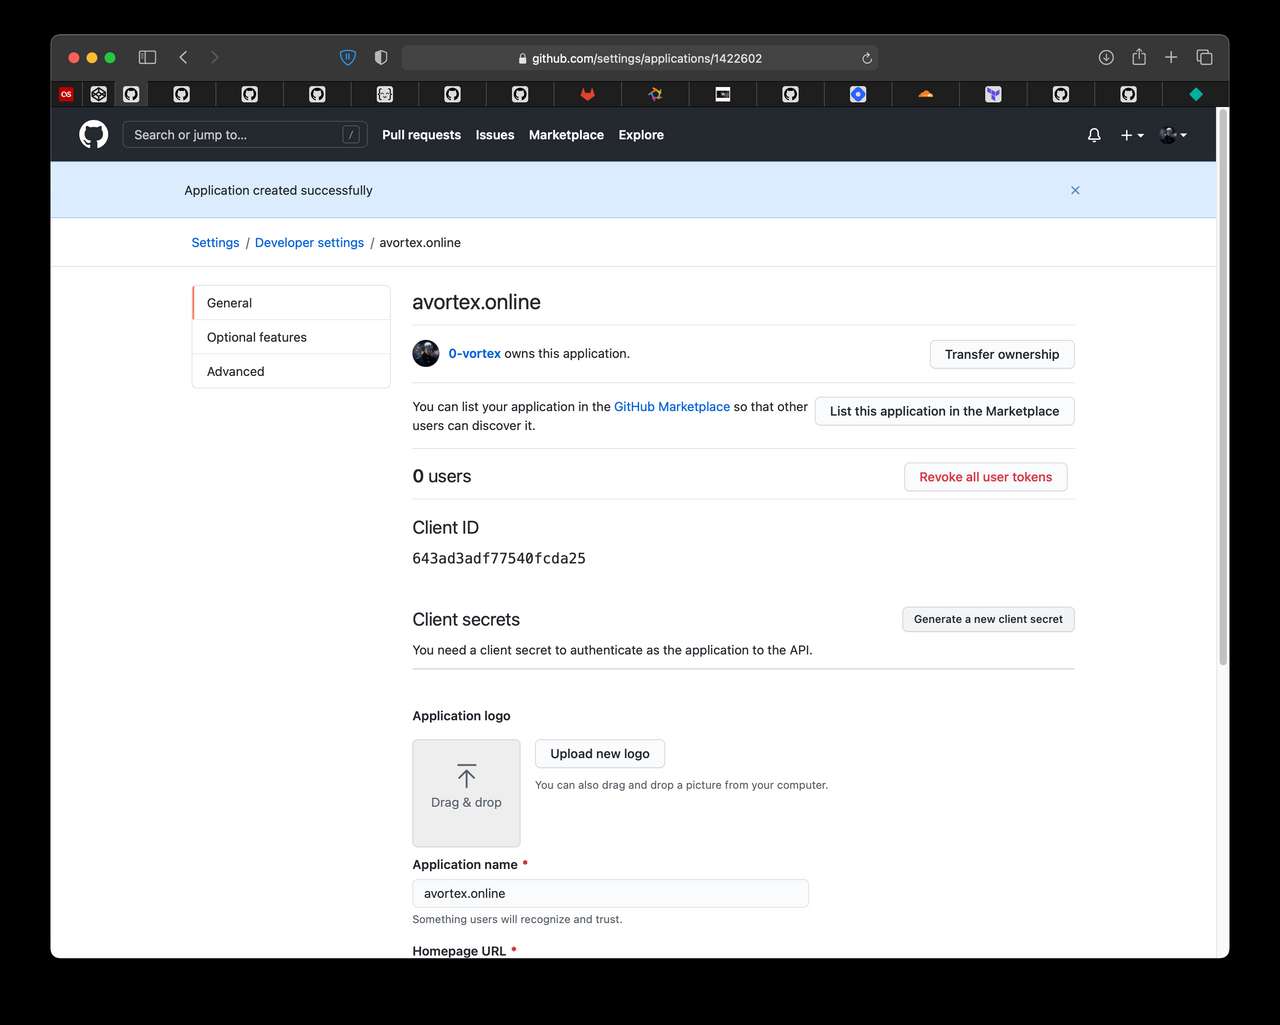 github.com/settings/applications/1422602
OS
Search or jump to... /
Pull requests Issues Marketplace Explore
Application created successfully
Settings / Developer settings / avortex.online
General
Optional features
Advanced
avortex.online
0-vortex owns this application.
Transfer ownership
You can list your application in the GitHub Marketplace so that other
users can discover it.
List this application in the Marketplace
0 users
Revoke all user tokens
Client ID
643ad3adf77540fcda25
Client secrets
Generate a new client secret
You need a client secret to authenticate as the application to the API.
Application logo
Drag & drop
Upload new logo
You can also drag and drop a picture from your computer.
Application name *
avortex.online
Something users will recognize and trust.
Homepage URL *